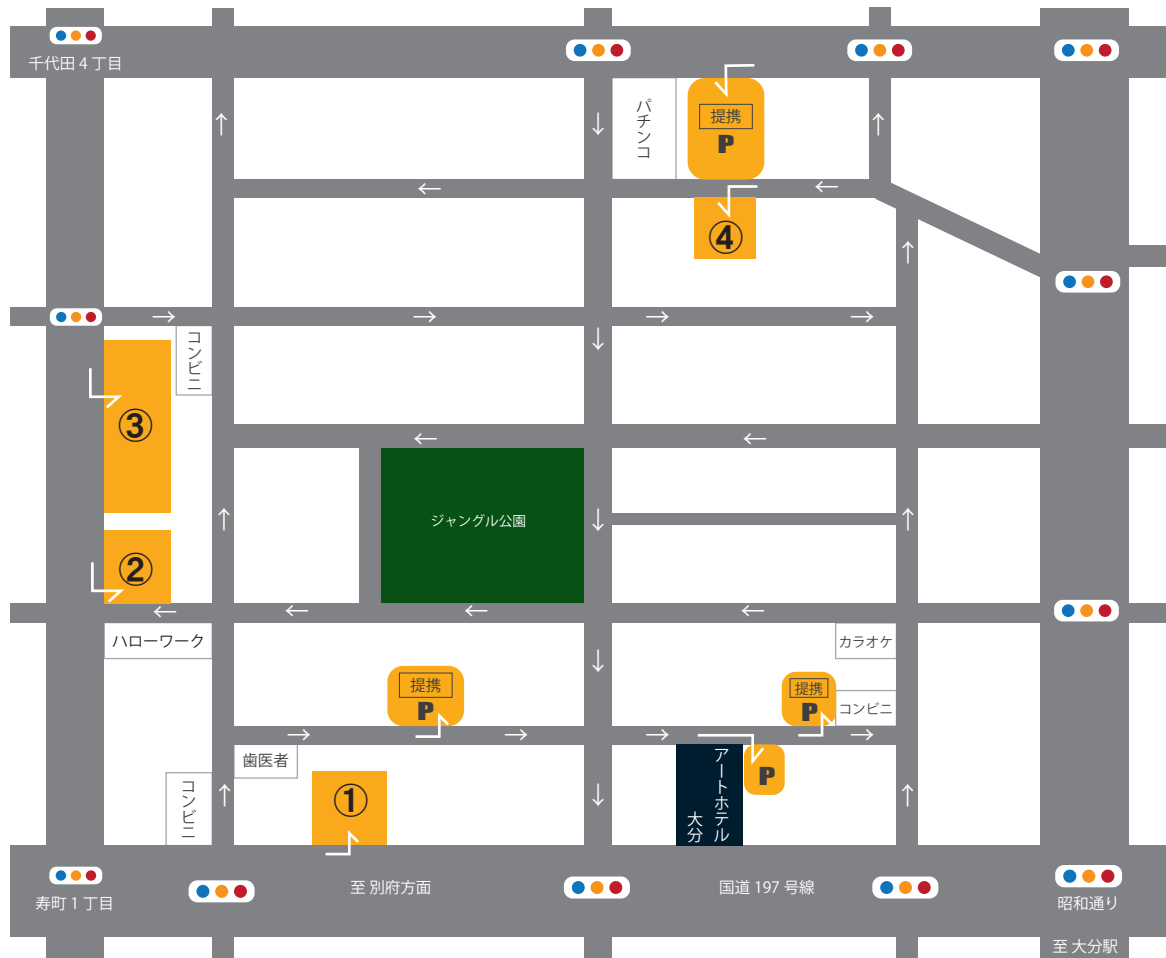 千代田 4 丁目
パチンコ
提携
P
④
コンビニ
③
ジャングル公園
②
ハローワーク
カラオケ
提携
P
提携
P
コンビニ
歯医者
アートホテル
大分
P
コンビニ
①
至 別府方面
国道 197 号線
寿町 1 丁目
昭和通り
至 大分駅